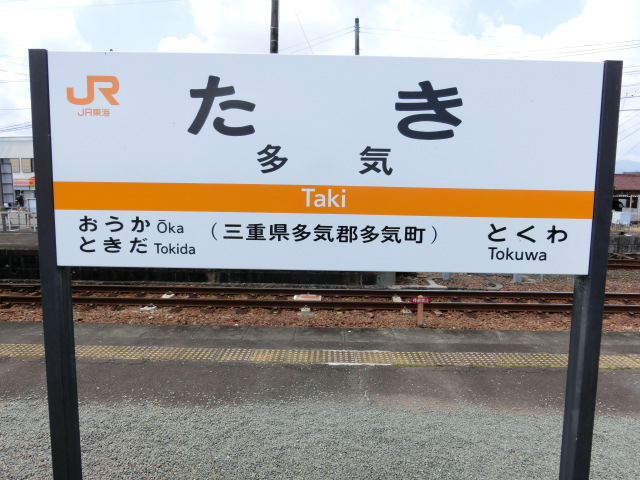 JR
JR東海
たき
多気
Taki
おうか Ōka
ときだ Tokida
（三重県多気郡多気町）
とくわ
Tokuwa